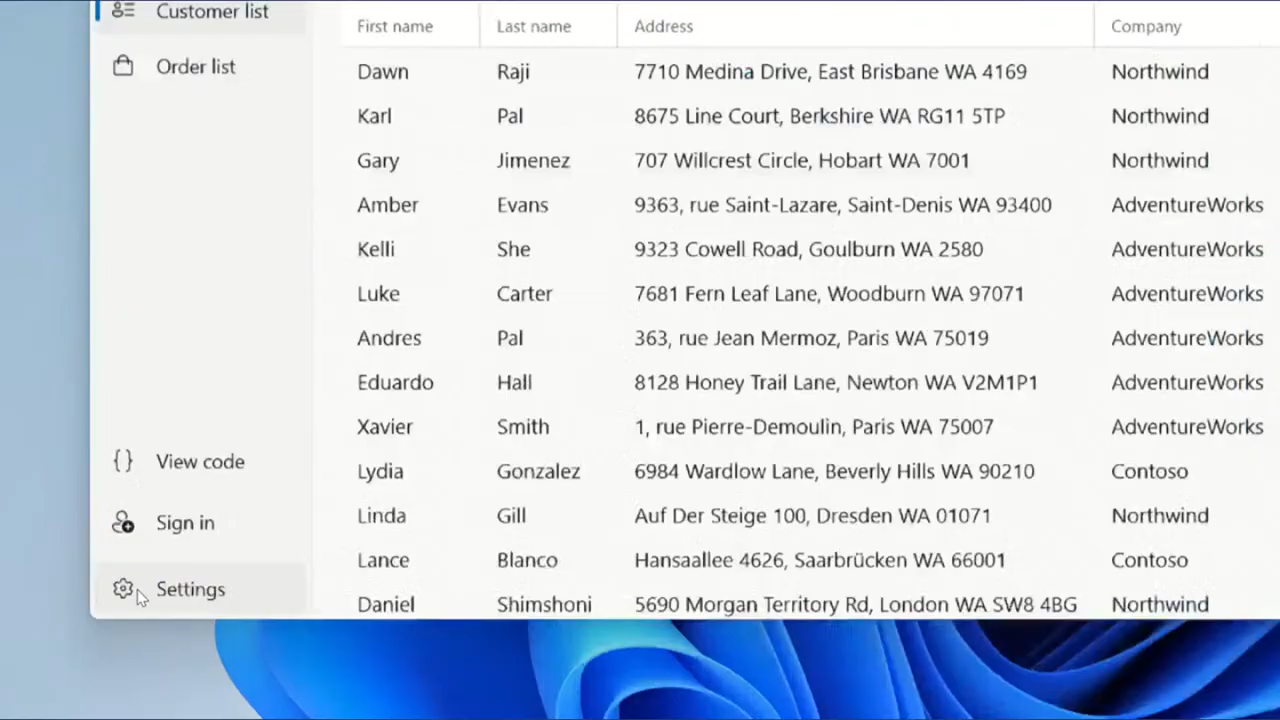 Customer list
Order list
View code
Sign in
Settings
First name Last name Address Company
Dawn Raji 7710 Medina Drive, East Brisbane WA 4169 Northwind
Karl Pal 8675 Line Court, Berkshire WA RG11 5TP Northwind
Gary Jimenez 707 Willcrest Circle, Hobart WA 7001 Northwind
Amber Evans 9363, rue Saint-Lazare, Saint-Denis WA 93400 AdventureWorks
Kelli She 9323 Cowell Road, Goulburn WA 2580 AdventureWorks
Luke Carter 7681 Fern Leaf Lane, Woodburn WA 97071 AdventureWorks
Andres Pal 363, rue Jean Mermoz, Paris WA 75019 AdventureWorks
Eduardo Hall 8128 Honey Trail Lane, Newton WA V2M1P1 AdventureWorks
Xavier Smith 1, rue Pierre-Demoulin, Paris WA 75007 AdventureWorks
Lydia Gonzalez 6984 Wardlow Lane, Beverly Hills WA 90210 Contoso
Linda Gill Auf Der Steige 100, Dresden WA 01071 Northwind
Lance Blanco Hansaallee 4626, Saarbrücken WA 66001 Contoso
Daniel Shimshoni 5690 Morgan Territory Rd, London WA SW8 4BG Northwind